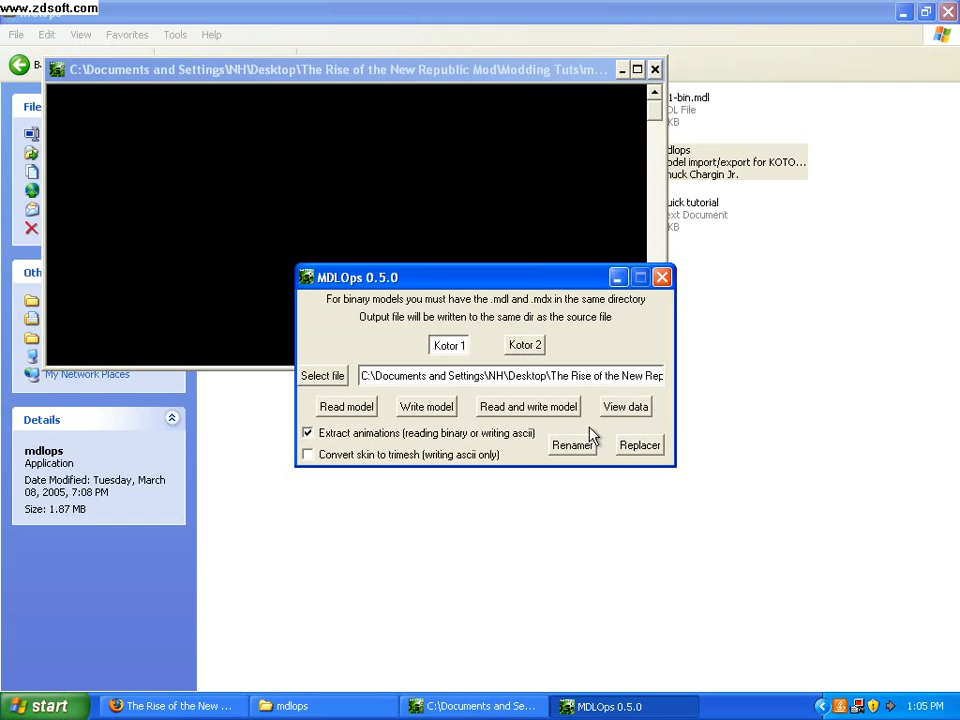 www.zdsoft.com
File Edit View Favorites Tools Help
C:\Documents and Settings\NH\Desktop\The Rise of the New Republic Mod\Modding Tuts\m...
1-bin.mdl
DL File
KB
dlops
odel import/export for KOTO...
huck Chargin Jr.
uick tutorial
ext Document
KB
File
Oth
My Network Places
Details
mdlops
Application
Date Modified: Tuesday, March
08, 2005, 7:08 PM
Size: 1.87 MB
MDLOps 0.5.0
For binary models you must have the .mdl and .mdx in the same directory
Output file will be written to the same dir as the source file
Kotor 1 Kotor 2
Select file C:\Documents and Settings\NH\Desktop\The Rise of the New Rep
Read model Write model Read and write model View data
Extract animations (reading binary or writing ascii)
Renamer Replacer
Convert skin to trimesh (writing ascii only)
start The Rise of the New ... mdlops C:\Documents and Se... MDLOps 0.5.0 1:05 PM